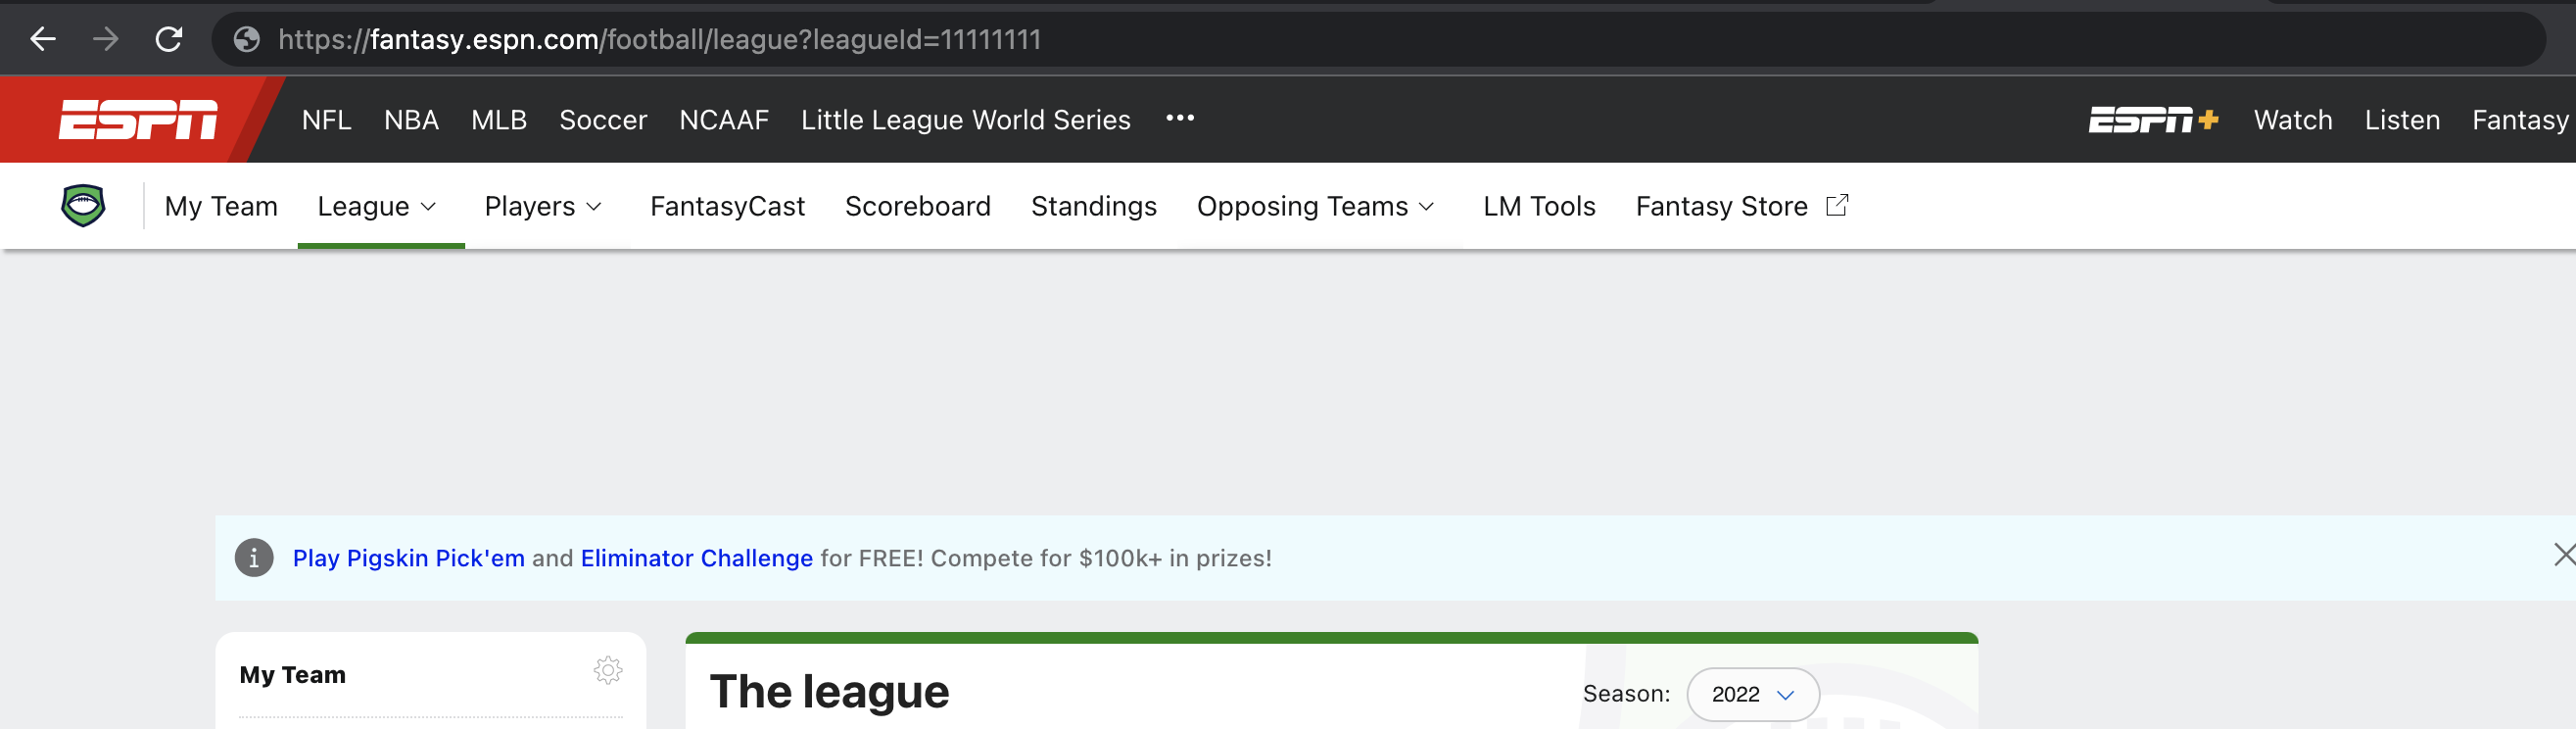 https://fantasy.espn.com/football/league?leagueId=11111111
ESPN NFL NBA MLB Soccer NCAAF Little League World Series ••• ESPN+ Watch Listen Fantasy
My Team League Players FantasyCast Scoreboard Standings Opposing Teams LM Tools Fantasy Store
Play Pigskin Pick'em and Eliminator Challenge for FREE! Compete for $100k+ in prizes!
My Team
The league
Season: 2022